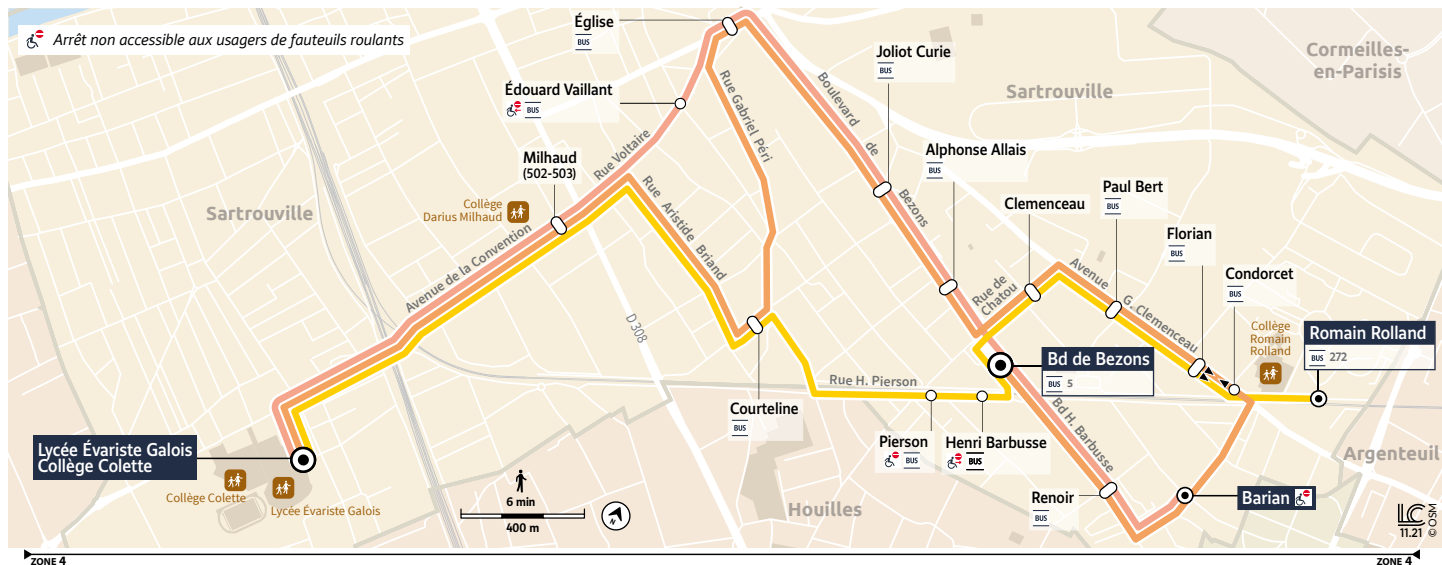 Arrêt non accessible aux usagers de fauteuils roulants
Église
BUS
Édouard Vaillant
BUS
Milhaud
(502-503)
Collège
Darius Milhaud
Sartrouville
Rue Voltaire
Rue Gabriel Péri
Rue Aristide Briand
Avenue de la Convention
D 308
Boulevard de Bezons
Joliot Curie
BUS
Sartrouville
Cormeilles-
en-Parisis
Alphonse Allais
BUS
Clemenceau
Paul Bert
BUS
Florian
BUS
Condorcet
BUS
Rue de
Chatou
Avenue G. Clemenceau
Collège
Romain
Rolland
Romain Rolland
BUS 272
Bd de Bezons
BUS 5
Rue H. Pierson
Courteline
BUS
Pierson
BUS
Henri Barbusse
BUS
Bd H. Barbusse
Renoir
BUS
Barian
Argenteuil
Houilles
Lycée Évariste Galois
Collège Colette
Collège Colette
Lycée Évariste Galois
6 min
400 m
N
LC
11.21
© OSM
ZONE 4
ZONE 4